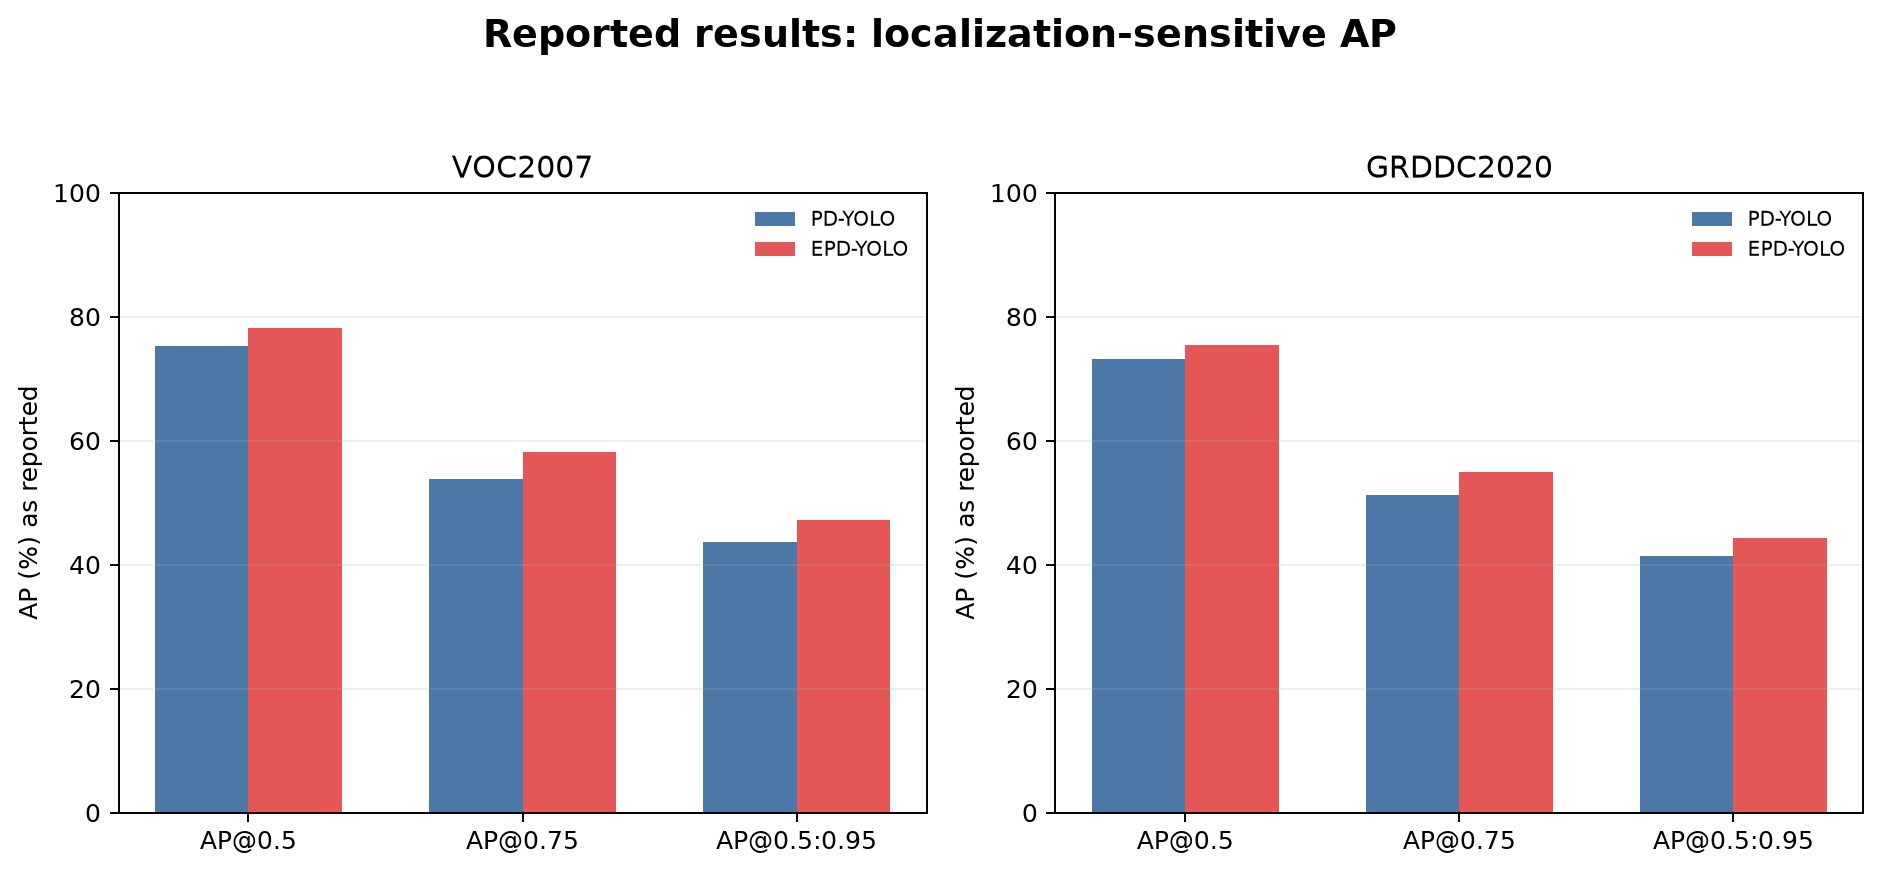 Reported results: localization-sensitive AP
VOC2007
100
80
60
40
20
0
AP (%) as reported
PD-YOLO
EPD-YOLO
AP@0.5
AP@0.75
AP@0.5:0.95
GRDDC2020
100
80
60
40
20
0
AP (%) as reported
PD-YOLO
EPD-YOLO
AP@0.5
AP@0.75
AP@0.5:0.95